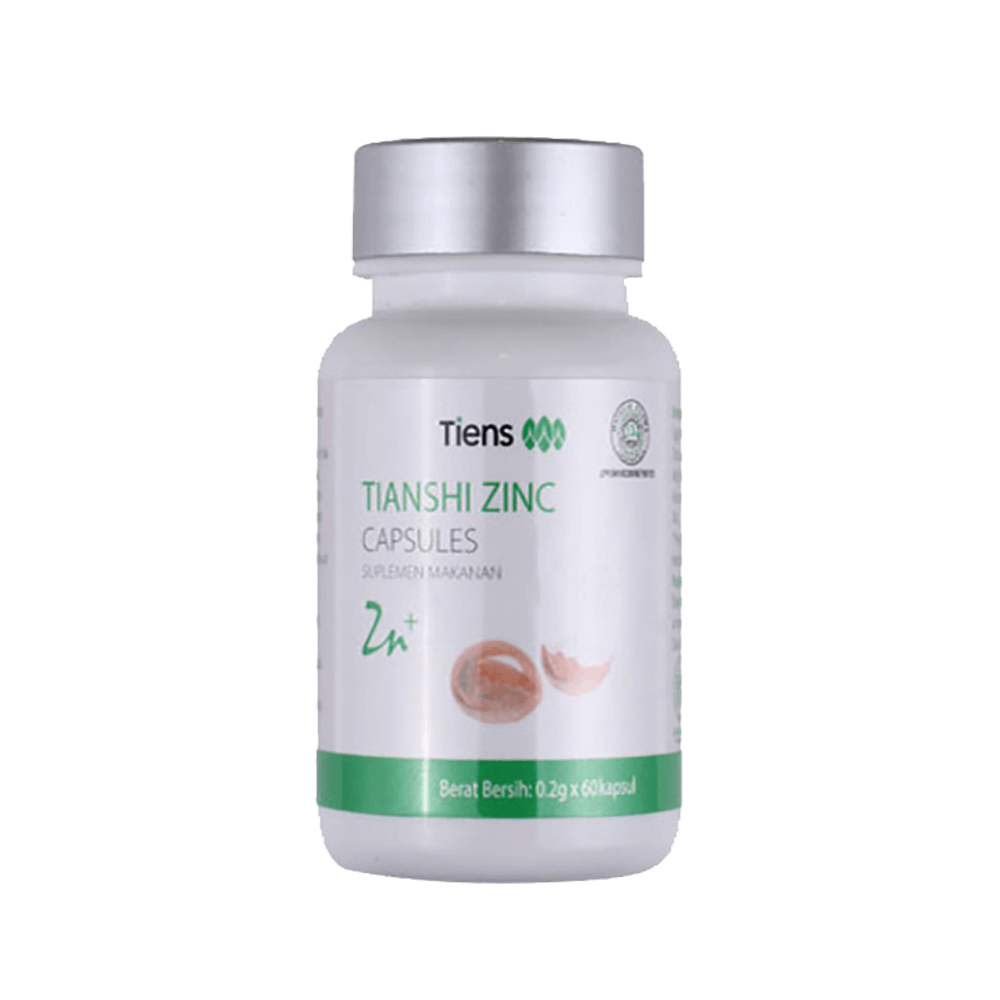 Tiens
TIANSHI ZINC
CAPSULES
SUPLEMEN MAKANAN
Zn+
Berat Bersih: 0.2g x 60 kapsul